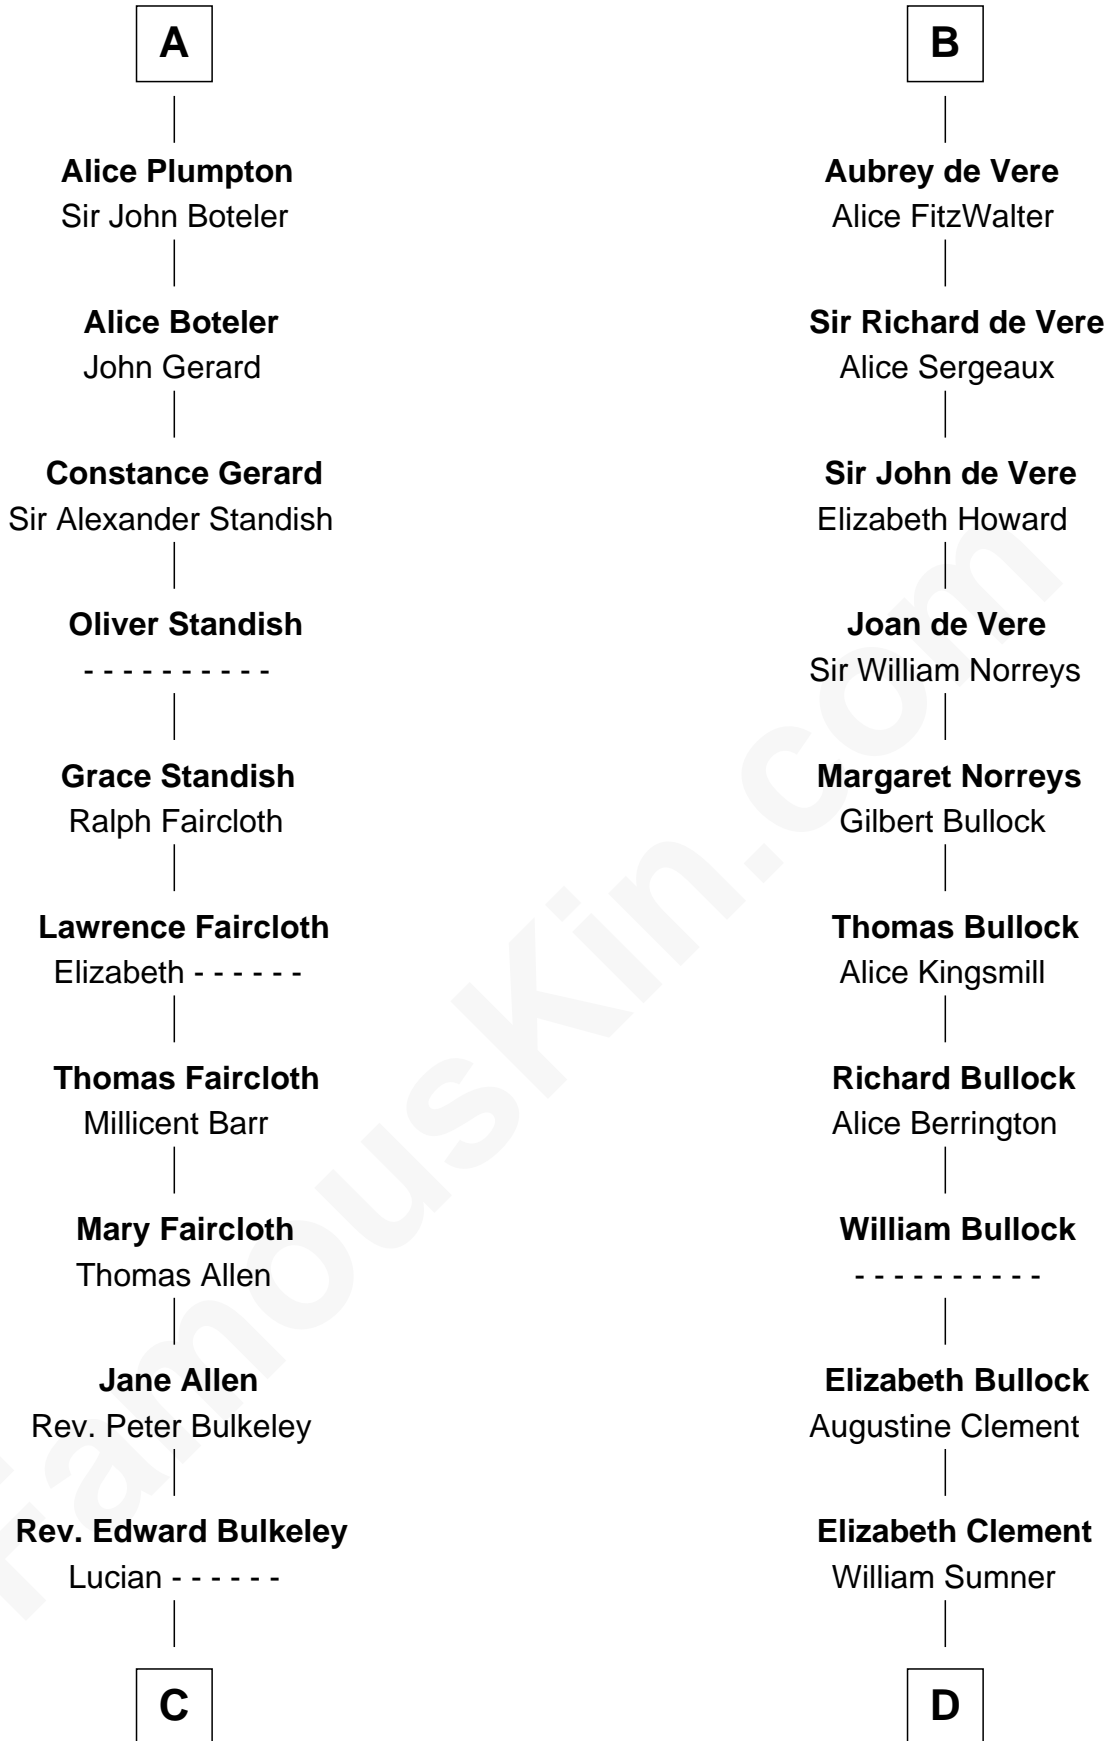 A
Alice Plumpton
Sir John Boteler
Alice Boteler
John Gerard
Constance Gerard
Sir Alexander Standish
Oliver Standish
- - - - - - - - - -
Grace Standish
Ralph Faircloth
Lawrence Faircloth
Elizabeth - - - - - -
Thomas Faircloth
Millicent Barr
Mary Faircloth
Thomas Allen
Jane Allen
Rev. Peter Bulkeley
Rev. Edward Bulkeley
Lucian - - - - - -
C
B
Aubrey de Vere
Alice FitzWalter
Sir Richard de Vere
Alice Sergeaux
Sir John de Vere
Elizabeth Howard
Joan de Vere
Sir William Norreys
Margaret Norreys
Gilbert Bullock
Thomas Bullock
Alice Kingsmill
Richard Bullock
Alice Berrington
William Bullock
- - - - - - - - - -
Elizabeth Bullock
Augustine Clement
Elizabeth Clement
William Sumner
D
FamousKin.com